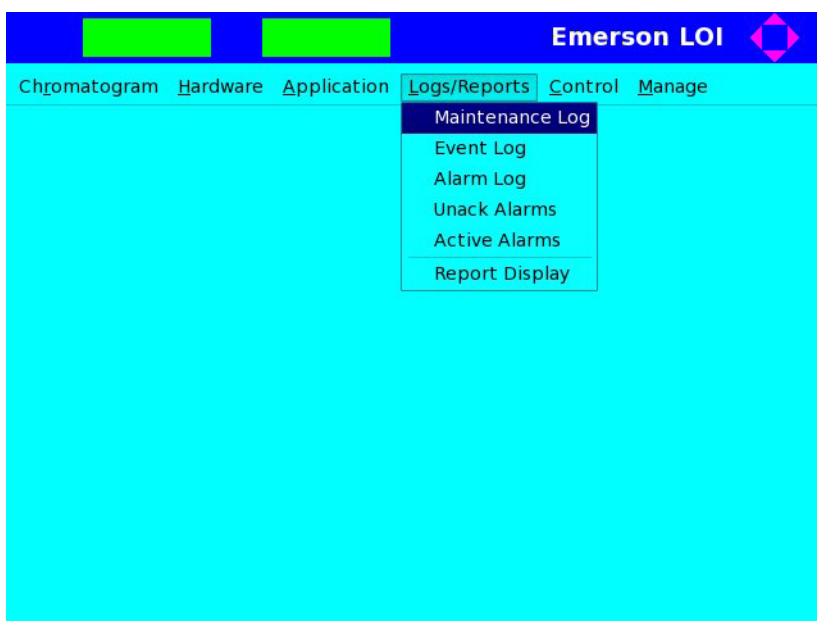 Emerson LOI
Chromatogram Hardware Application Logs/Reports Control Manage
Maintenance Log
Event Log
Alarm Log
Unack Alarms
Active Alarms
Report Display